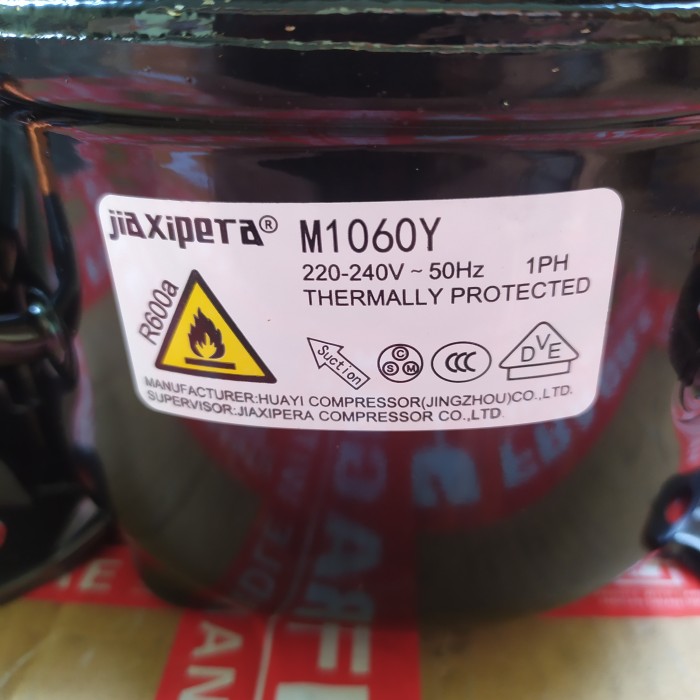 jiaxipera®
M1060Y
220-240V ~ 50Hz 1PH
THERMALLY PROTECTED
R600a
Suction
C
S M
CCC
DVE
MANUFACTURER:HUAYI COMPRESSOR(JINGZHOU)CO.,LTD.
SUPERVISOR:JIAXIPERA COMPRESSOR CO.,LTD.